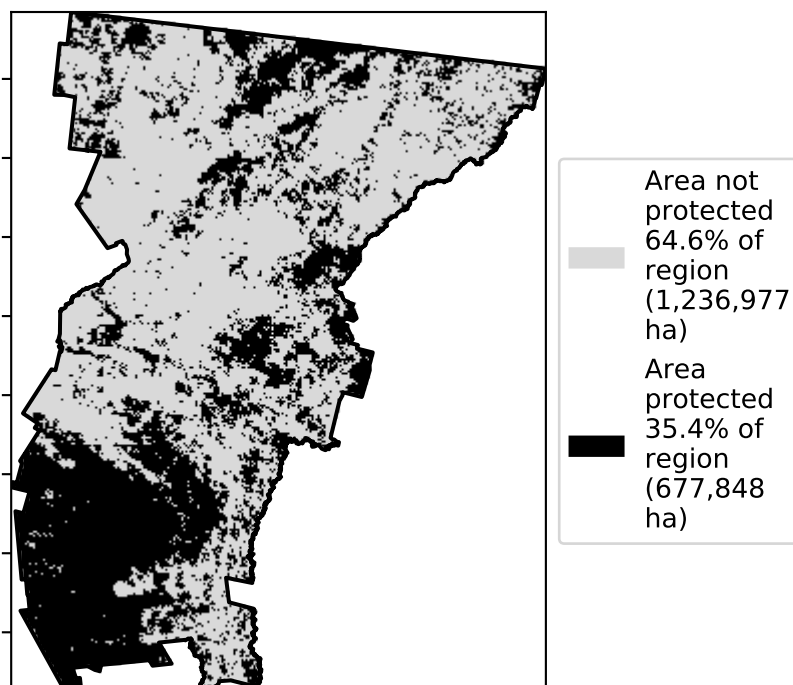 Area not
protected
64.6% of
region
(1,236,977
ha)
Area
protected
35.4% of
region
(677,848
ha)